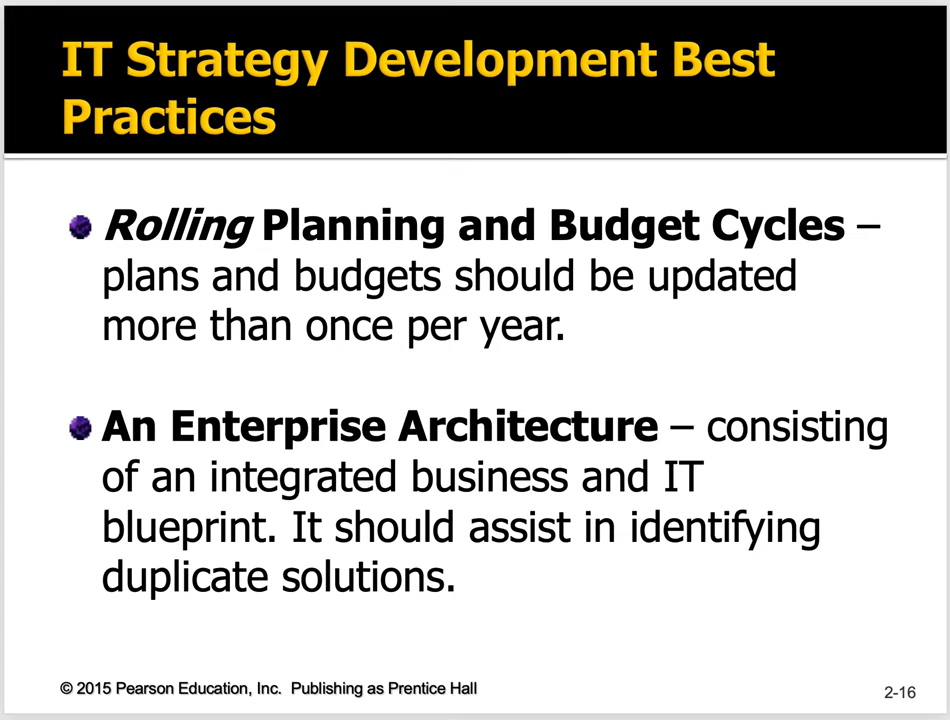 IT Strategy Development Best
Practices
Rolling Planning and Budget Cycles –
plans and budgets should be updated
more than once per year.
An Enterprise Architecture – consisting
of an integrated business and IT
blueprint. It should assist in identifying
duplicate solutions.
© 2015 Pearson Education, Inc. Publishing as Prentice Hall
2-16